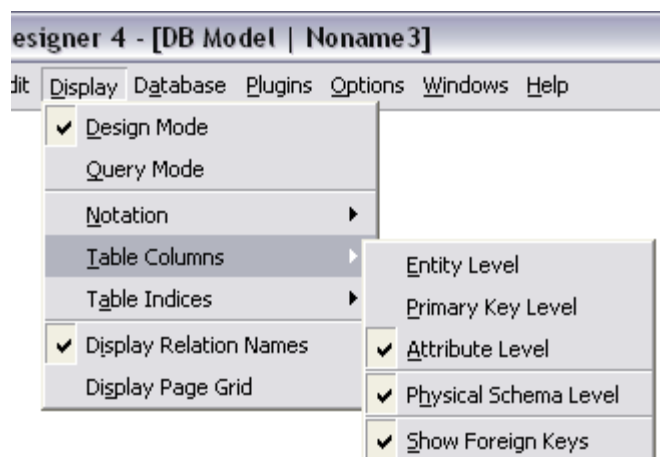 esigner 4 - [DB Model | Noname3]
dit Display Database Plugins Options Windows Help
Design Mode
Query Mode
Notation
Table Columns
Table Indices
Display Relation Names
Display Page Grid
Entity Level
Primary Key Level
Attribute Level
Physical Schema Level
Show Foreign Keys